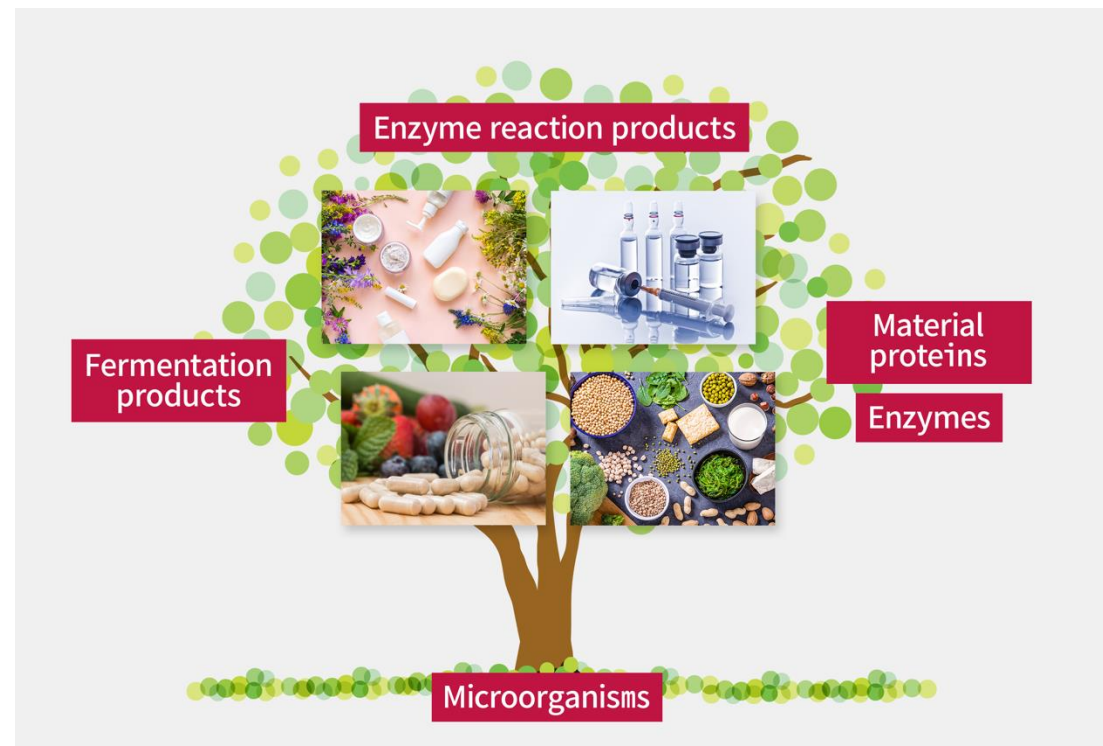 Enzyme reaction products
Fermentation
products
Material
proteins
Enzymes
Microorganisms